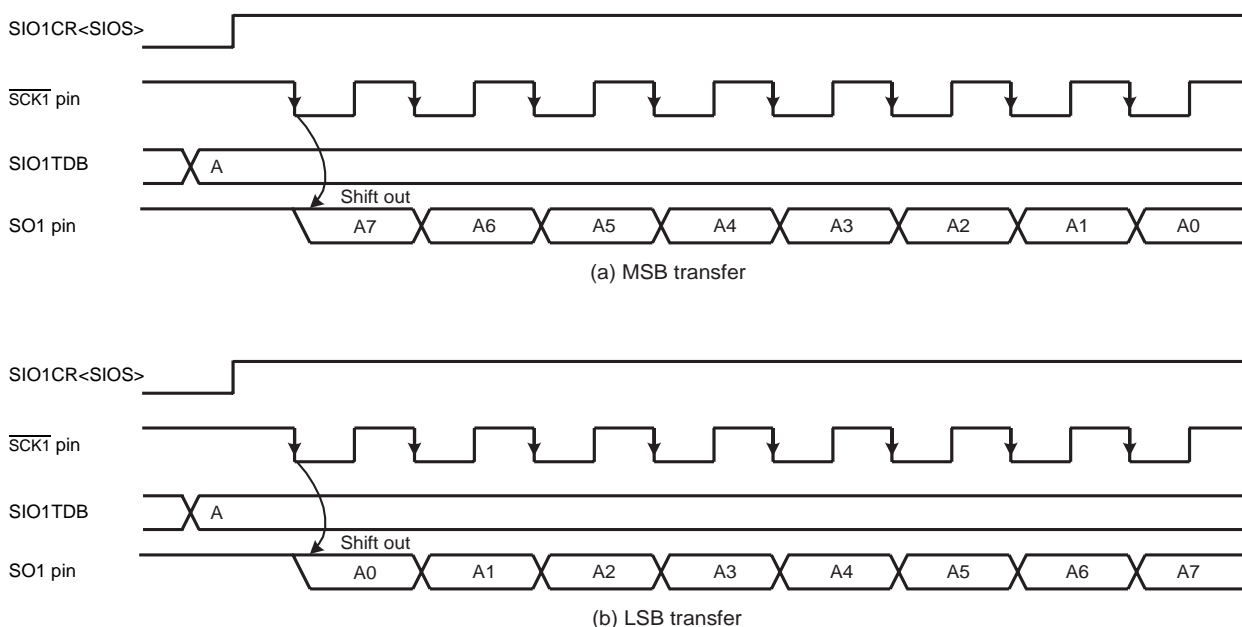 SIO1CR<SIOS>
SCK1 pin
SIO1TDB
A
Shift out
SO1 pin
A7 A6 A5 A4 A3 A2 A1 A0
(a) MSB transfer
SIO1CR<SIOS>
SCK1 pin
SIO1TDB
A
Shift out
SO1 pin
A0 A1 A2 A3 A4 A5 A6 A7
(b) LSB transfer